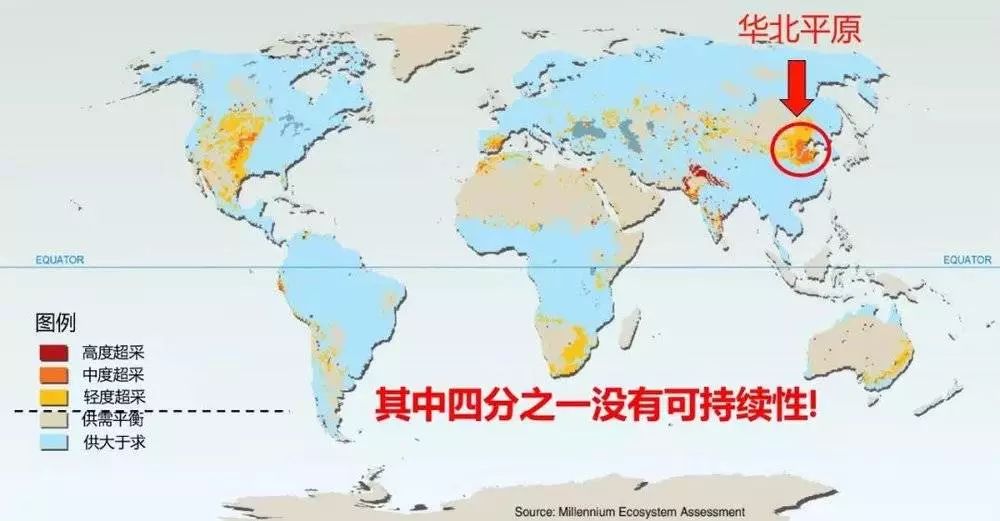 华北平原
EQUATOR
EQUATOR
图例
高度超采
中度超采
轻度超采
供需平衡
供大于求
其中四分之一没有可持续性!
Source: Millennium Ecosystem Assessment